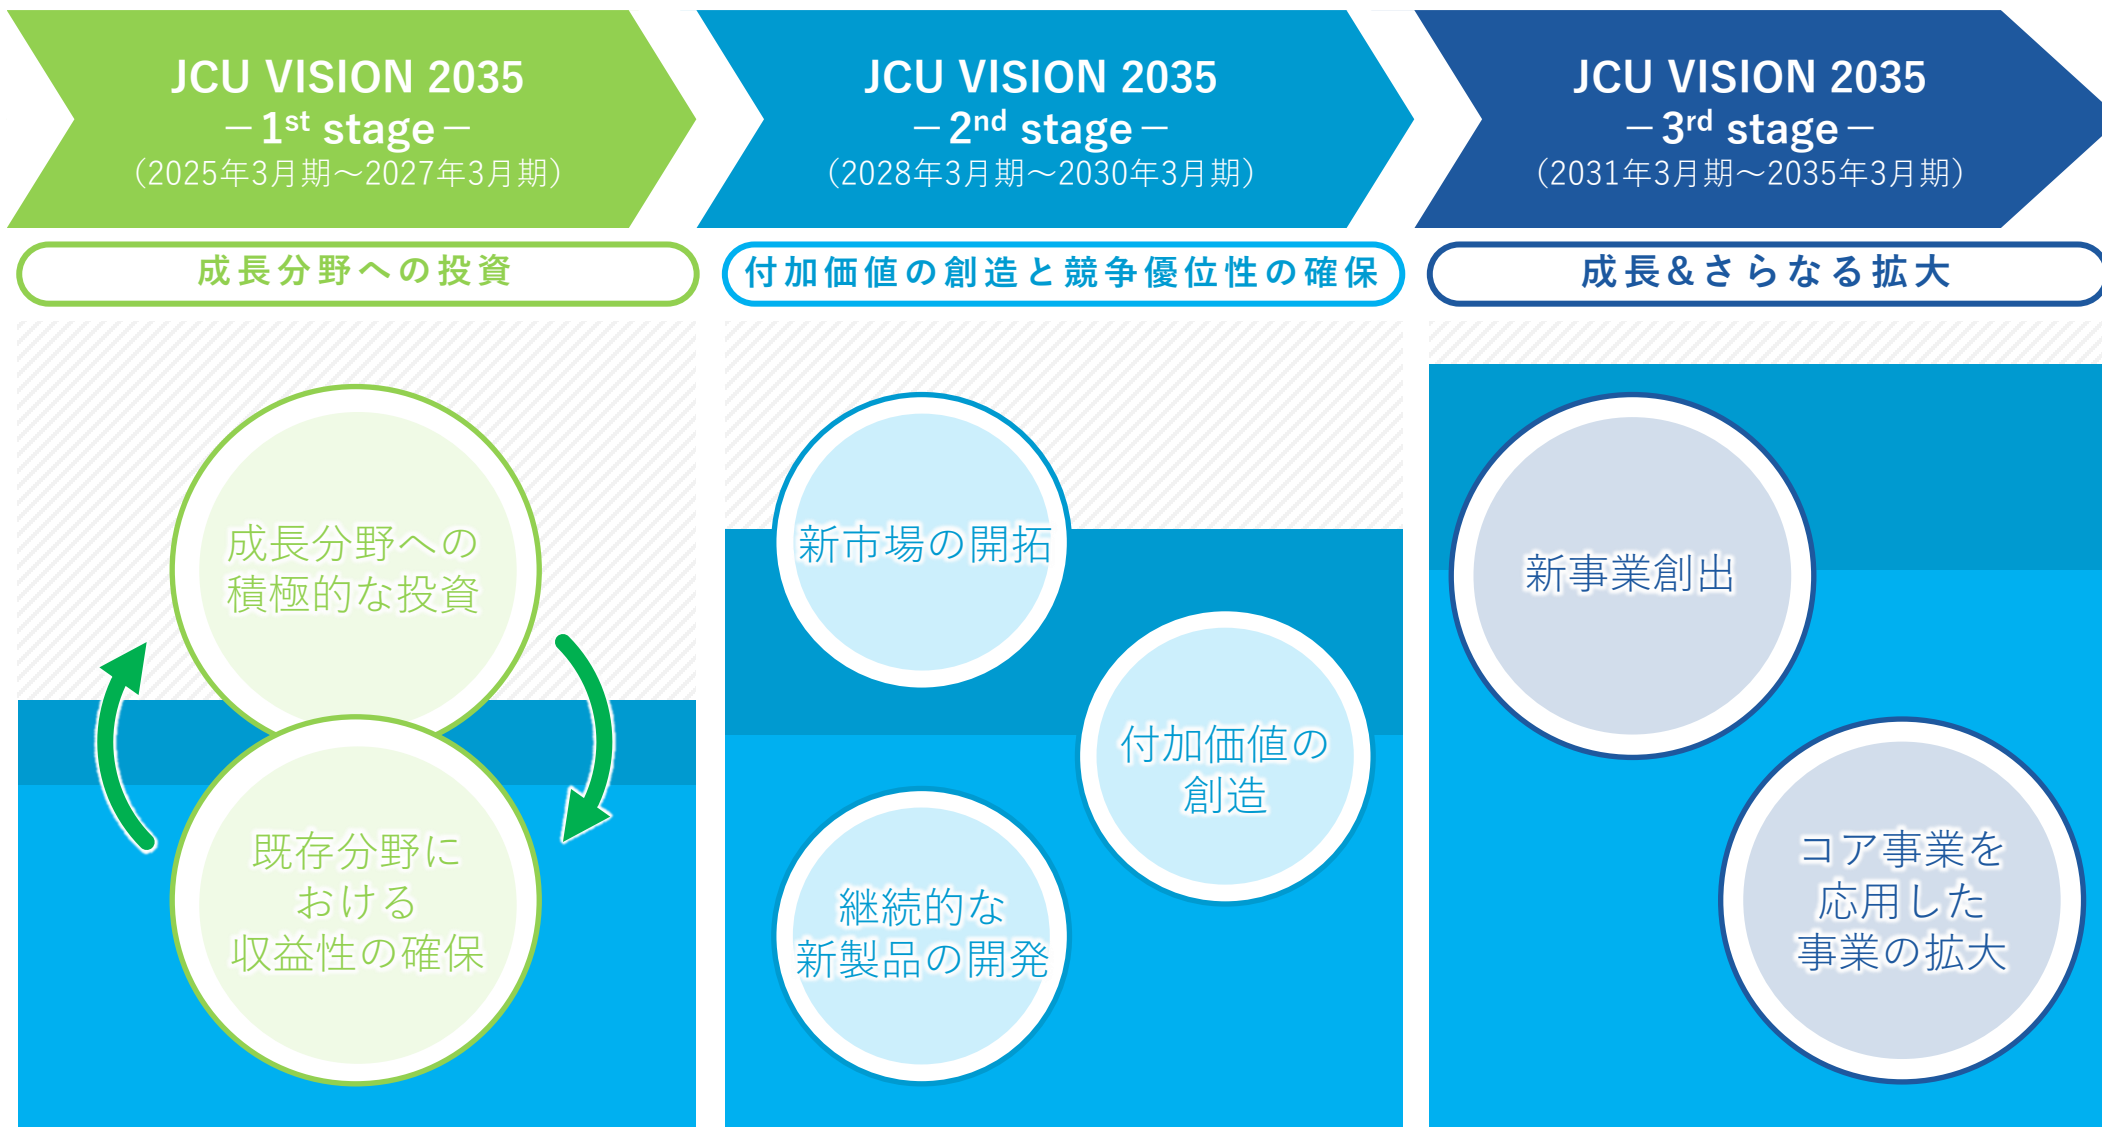 JCU VISION 2035
－1st stage－
（2025年3月期～2027年3月期）
成長分野への投資
成長分野への
積極的な投資
既存分野に
おける
収益性の確保
JCU VISION 2035
－2nd stage－
（2028年3月期～2030年3月期）
付加価値の創造と競争優位性の確保
新市場の開拓
付加価値の
創造
継続的な
新製品の開発
JCU VISION 2035
－3rd stage－
（2031年3月期～2035年3月期）
成長&さらなる拡大
新事業創出
コア事業を
応用した
事業の拡大